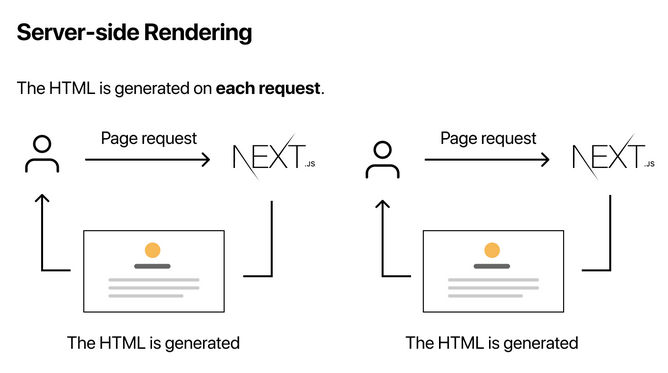 Server-side Rendering
The HTML is generated on each request.
Page request
NEXT.JS
The HTML is generated
Page request
NEXT.JS
The HTML is generated